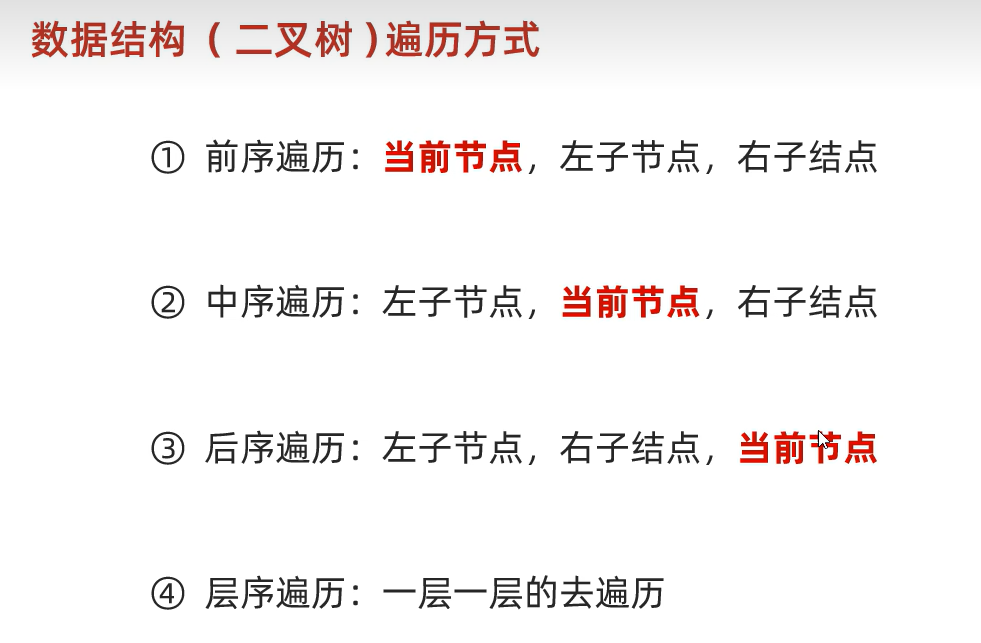 数据结构（二叉树）遍历方式
① 前序遍历：当前节点，左子节点，右子结点
② 中序遍历：左子节点，当前节点，右子结点
③ 后序遍历：左子节点，右子结点，当前节点
④ 层序遍历：一层一层的去遍历